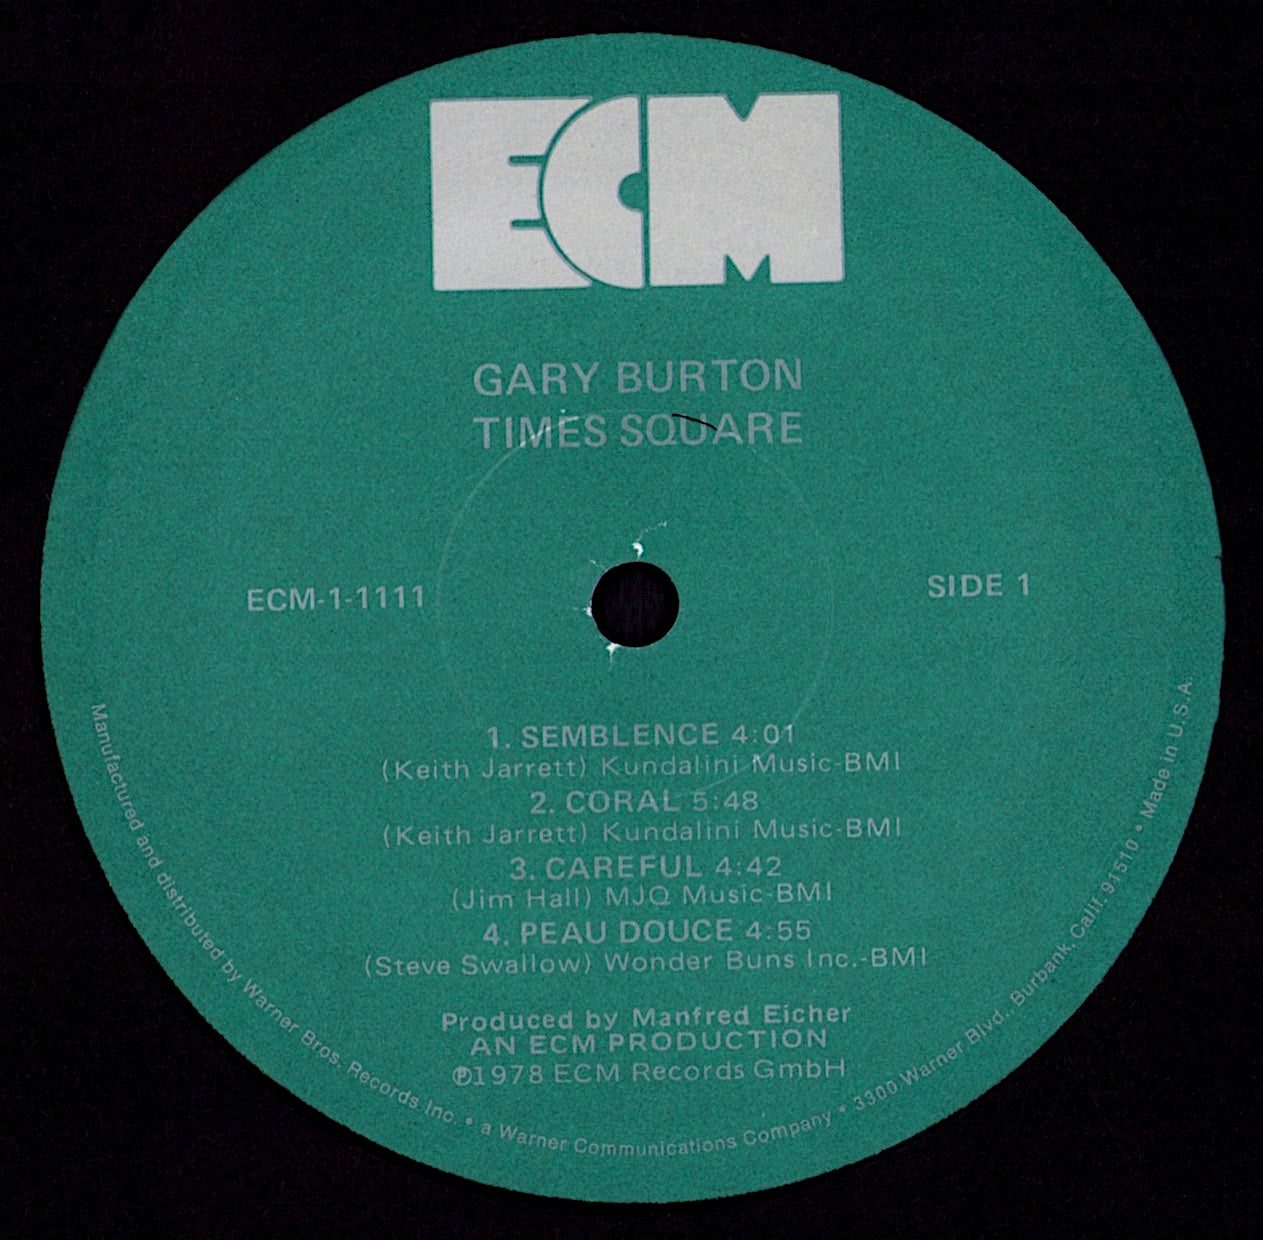 ECM
GARY BURTON
TIMES SQUARE
ECM-1-1111
SIDE 1
1. SEMBLENCE 4:01
(Keith Jarrett) Kundalini Music-BMI
2. CORAL 5:48
(Keith Jarrett) Kundalini Music-BMI
3. CAREFUL 4:42
(Jim Hall) MJQ Music-BMI
4. PEAU DOUCE 4:55
(Steve Swallow) Wonder Buns Inc.-BMI
Produced by Manfred Eicher
AN ECM PRODUCTION
℗1978 ECM Records GmbH
Manufactured and distributed by Warner Bros. Records Inc. • a Warner Communications Company • 3300 Warner Blvd., Burbank, Calif. 91510 • Made in U.S.A.